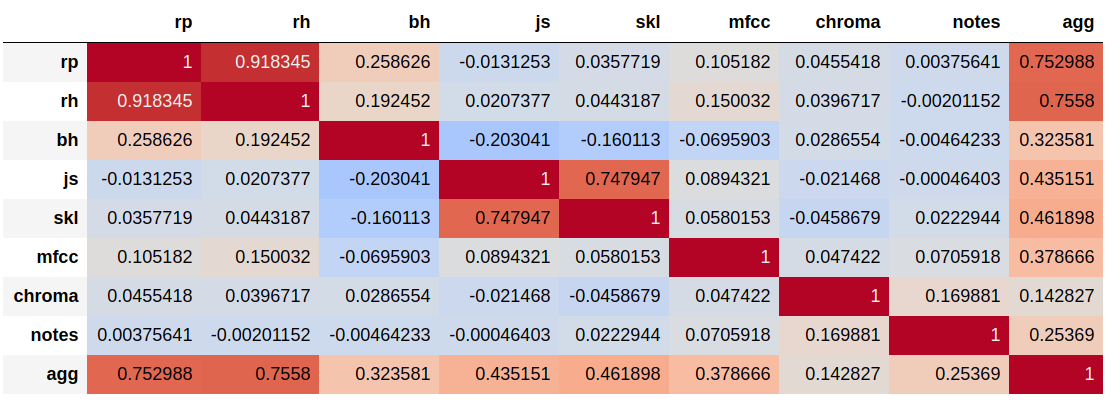 rp rh bh js skl mfcc chroma notes agg
rp 1 0.918345 0.258626 -0.0131253 0.0357719 0.105182 0.0455418 0.00375641 0.752988
rh 0.918345 1 0.192452 0.0207377 0.0443187 0.150032 0.0396717 -0.00201152 0.7558
bh 0.258626 0.192452 1 -0.203041 -0.160113 -0.0695903 0.0286554 -0.00464233 0.323581
js -0.0131253 0.0207377 -0.203041 1 0.747947 0.0894321 -0.021468 -0.00046403 0.435151
skl 0.0357719 0.0443187 -0.160113 0.747947 1 0.0580153 -0.0458679 0.0222944 0.461898
mfcc 0.105182 0.150032 -0.0695903 0.0894321 0.0580153 1 0.047422 0.0705918 0.378666
chroma 0.0455418 0.0396717 0.0286554 -0.021468 -0.0458679 0.047422 1 0.169881 0.142827
notes 0.00375641 -0.00201152 -0.00464233 -0.00046403 0.0222944 0.0705918 0.169881 1 0.25369
agg 0.752988 0.7558 0.323581 0.435151 0.461898 0.378666 0.142827 0.25369 1